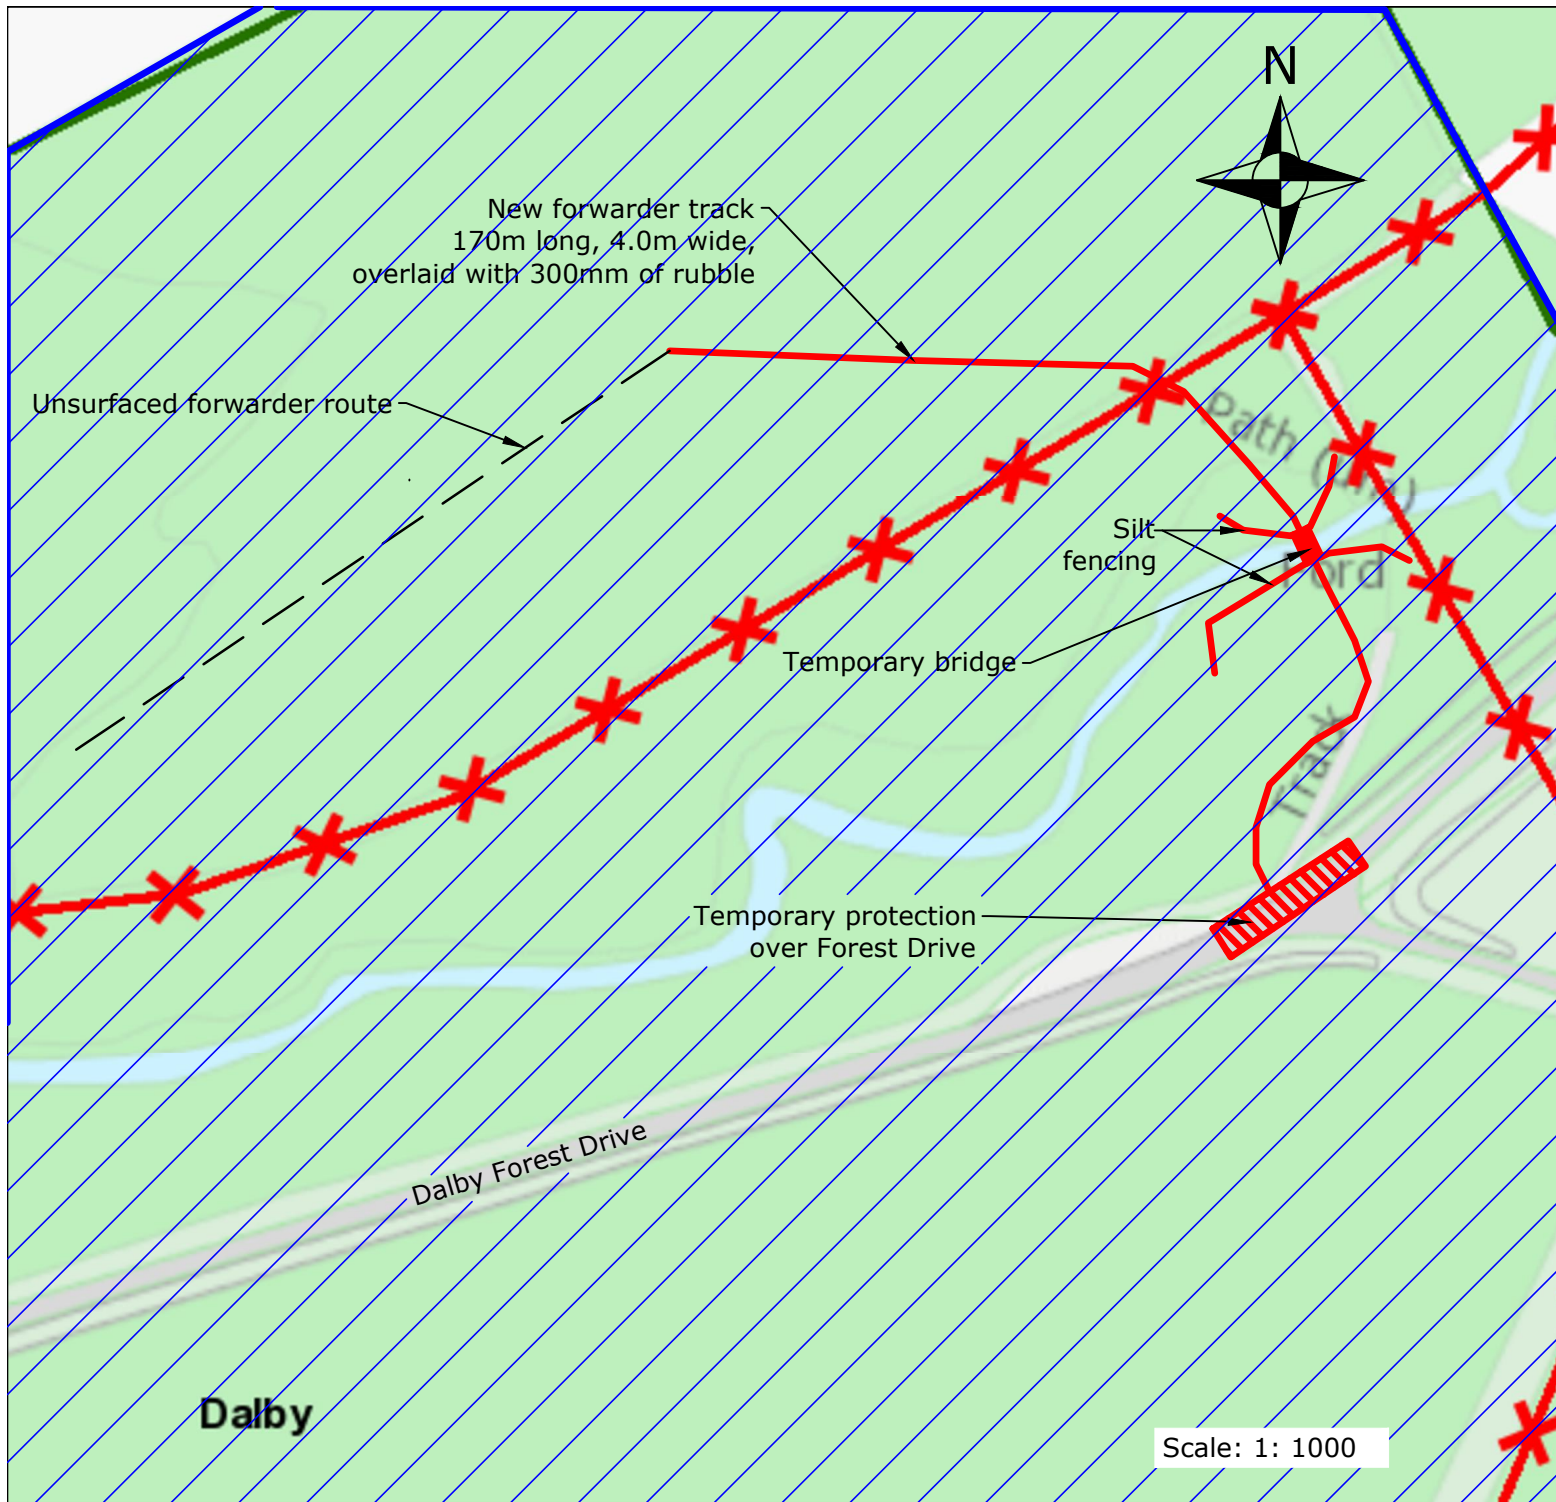 N
New forwarder track
170m long, 4.0m wide,
overlaid with 300mm of rubble
Unsurfaced forwarder route
Path (um)
Silt
fencing
Ford
Temporary bridge
Track
Temporary protection
over Forest Drive
Dalby Forest Drive
Dalby
Scale: 1: 1000